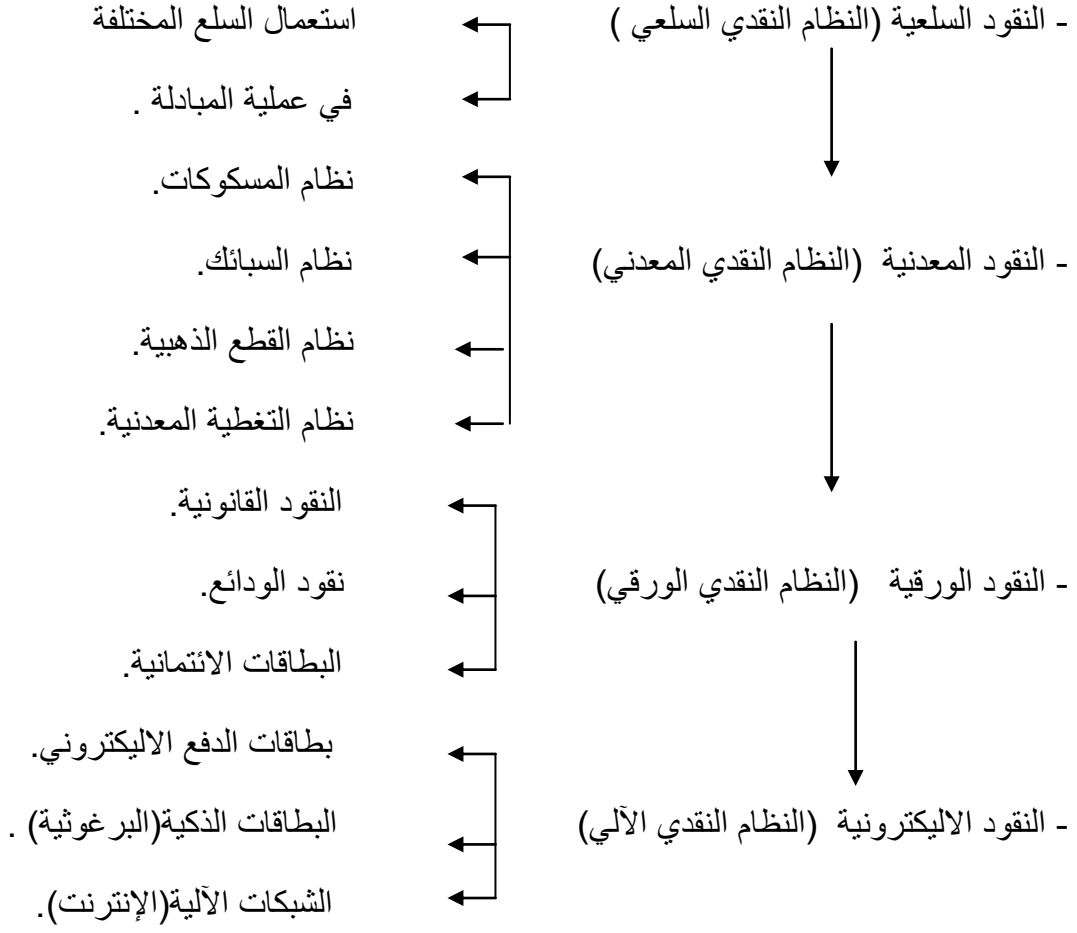 - النقود السلعية (النظام النقدي السلعي )
استعمال السلع المختلفة
في عملية المبادلة .
نظام المسكوكات.
- النقود المعدنية (النظام النقدي المعدني)
نظام السبائك.
نظام القطع الذهبية.
نظام التغطية المعدنية.
النقود القانونية.
- النقود الورقية (النظام النقدي الورقي)
نقود الودائع.
البطاقات الائتمانية.
بطاقات الدفع الاليكتروني.
- النقود الاليكترونية (النظام النقدي الآلي)
البطاقات الذكية(البرغوثية) .
الشبكات الآلية(الإنترنت).